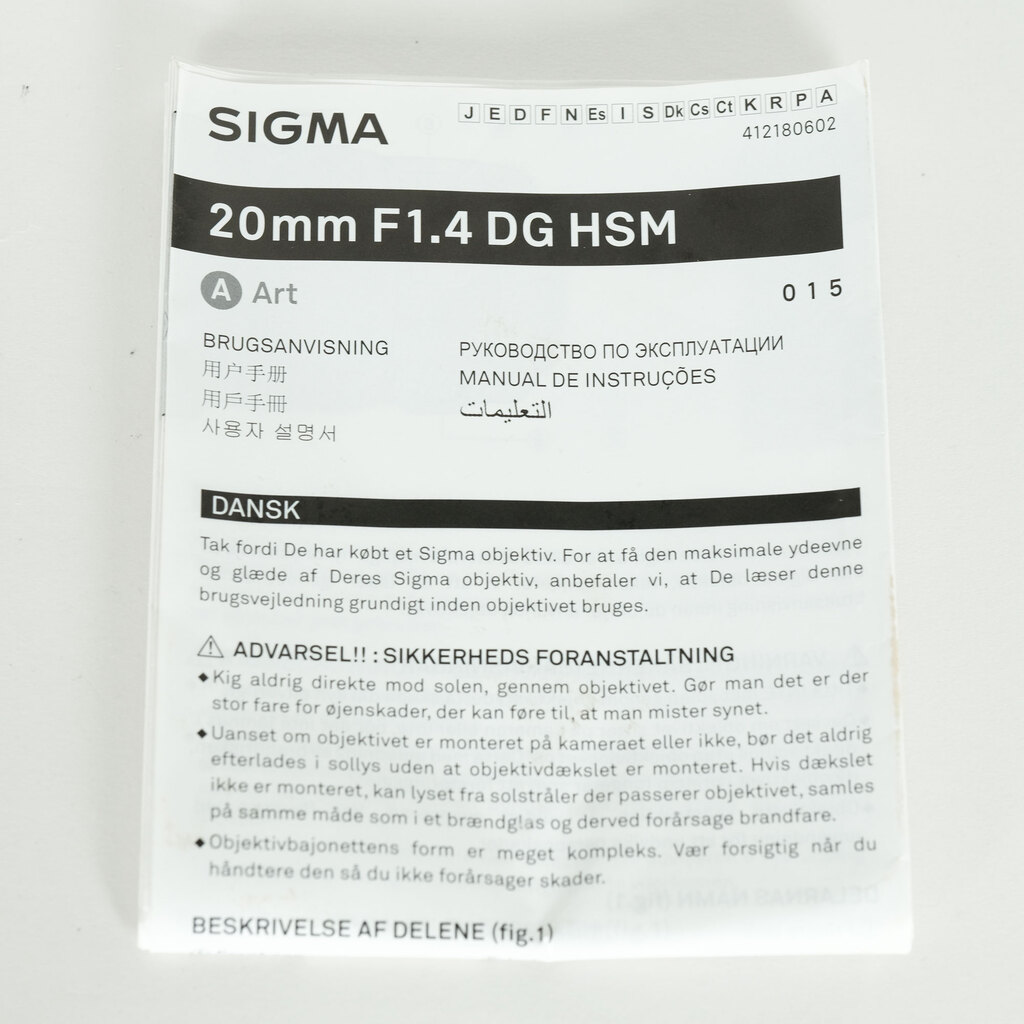 SIGMA
J E D F N Es I S Dk Cs Ct K R P A
412180602
20mm F1.4 DG HSM
A Art
015
BRUGSANVISNING
用户手册
用戶手冊
사용자 설명서
РУКОВОДСТВО ПО ЭКСПЛУАТАЦИИ
MANUAL DE INSTRUÇÕES
التعليمات
DANSK
Tak fordi De har købt et Sigma objektiv. For at få den maksimale ydeevne
og glæde af Deres Sigma objektiv, anbefaler vi, at De læser denne
brugsvejledning grundigt inden objektivet bruges.
⚠ ADVARSEL!! : SIKKERHEDS FORANSTALTNING
◆Kig aldrig direkte mod solen, gennem objektivet. Gør man det er der
stor fare for øjenskader, der kan føre til, at man mister synet.
◆Uanset om objektivet er monteret på kameraet eller ikke, bør det aldrig
efterlades i sollys uden at objektivdækslet er monteret. Hvis dækslet
ikke er monteret, kan lyset fra solstråler der passerer objektivet, samles
på samme måde som i et brændglas og derved forårsage brandfare.
◆Objektivbajonettens form er meget kompleks. Vær forsigtig når du
håndtere den så du ikke forårsager skader.
BESKRIVELSE AF DELENE (fig.1)